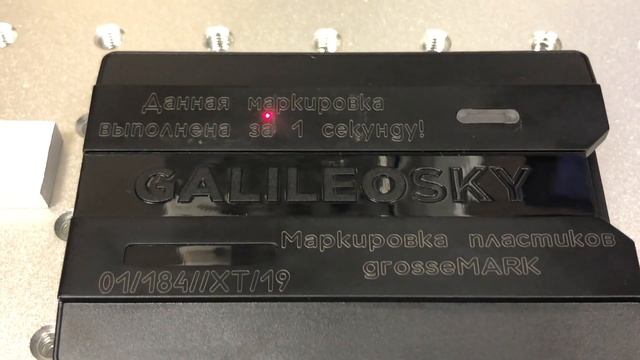 Данная маркировка
выполнена за 1 секунду!
GALILEOSKY
Маркировка пластиков
grosseMARK
01/184//XT/19